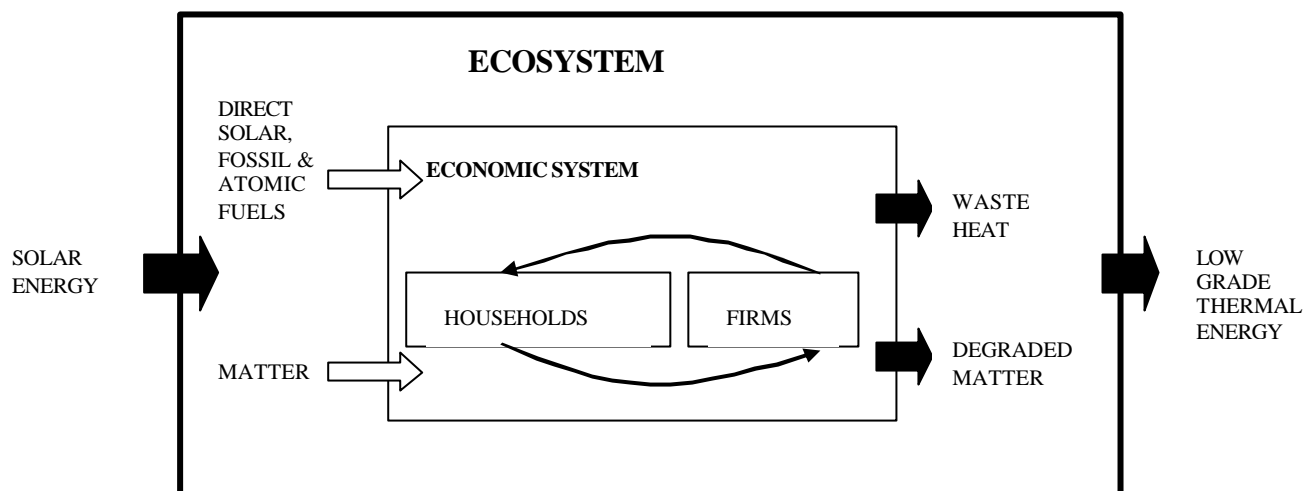 ECOSYSTEM
DIRECT
SOLAR,
FOSSIL &
ATOMIC
FUELS
ECONOMIC SYSTEM
WASTE
HEAT
SOLAR
ENERGY
LOW
GRADE
THERMAL
ENERGY
HOUSEHOLDS
FIRMS
MATTER
DEGRADED
MATTER